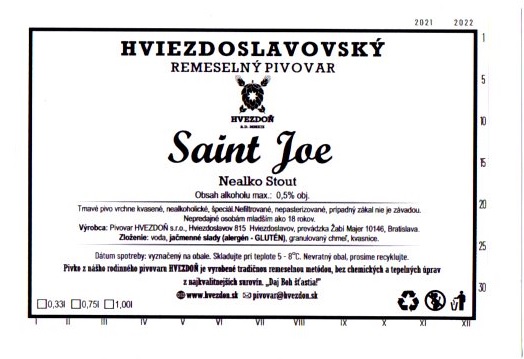 2021 2022
HVIEZDOSLAVOVSKÝ
REMESELNÝ PIVOVAR
HVEZDOŇ
Saint Joe
Nealko Stout
Obsah alkoholu max.: 0,5% obj.
Tmavé pivo vrchne kvasené, nealkoholické, špeciál.Nefiltrované, nepasterizované, prípadný zákal nie je závadou.
Nepredajné osobám mladším ako 18 rokov.
Výrobca: Pivovar HVEZDOŇ s.r.o., Hviezdoslavov 815 Hviezdoslavov, prevádzka Žabi Majer 10146, Bratislava.
Zloženie: voda, jačmenné slady (alergén - GLUTÉN), granulovaný chmeľ, kvasnice.
Dátum spotreby: vyznačený na obale. Skladujte pri teplote 5 - 8°C. Nevratný obal, prosíme recyklujte.
Pivko z nášho rodinného pivovaru HVEZDOŇ je vyrobené tradičnou remeselnou metódou, bez chemických a tepelných úprav
z najkvalitnejších surovín. „Daj Boh šťastia!"
www.hvezdon.sk pivovar@hvezdon.sk
0,33l 0,75l 1,00l
1
5
10
15
20
25
30
I II III IV V VI VII VIII IX X XI XII